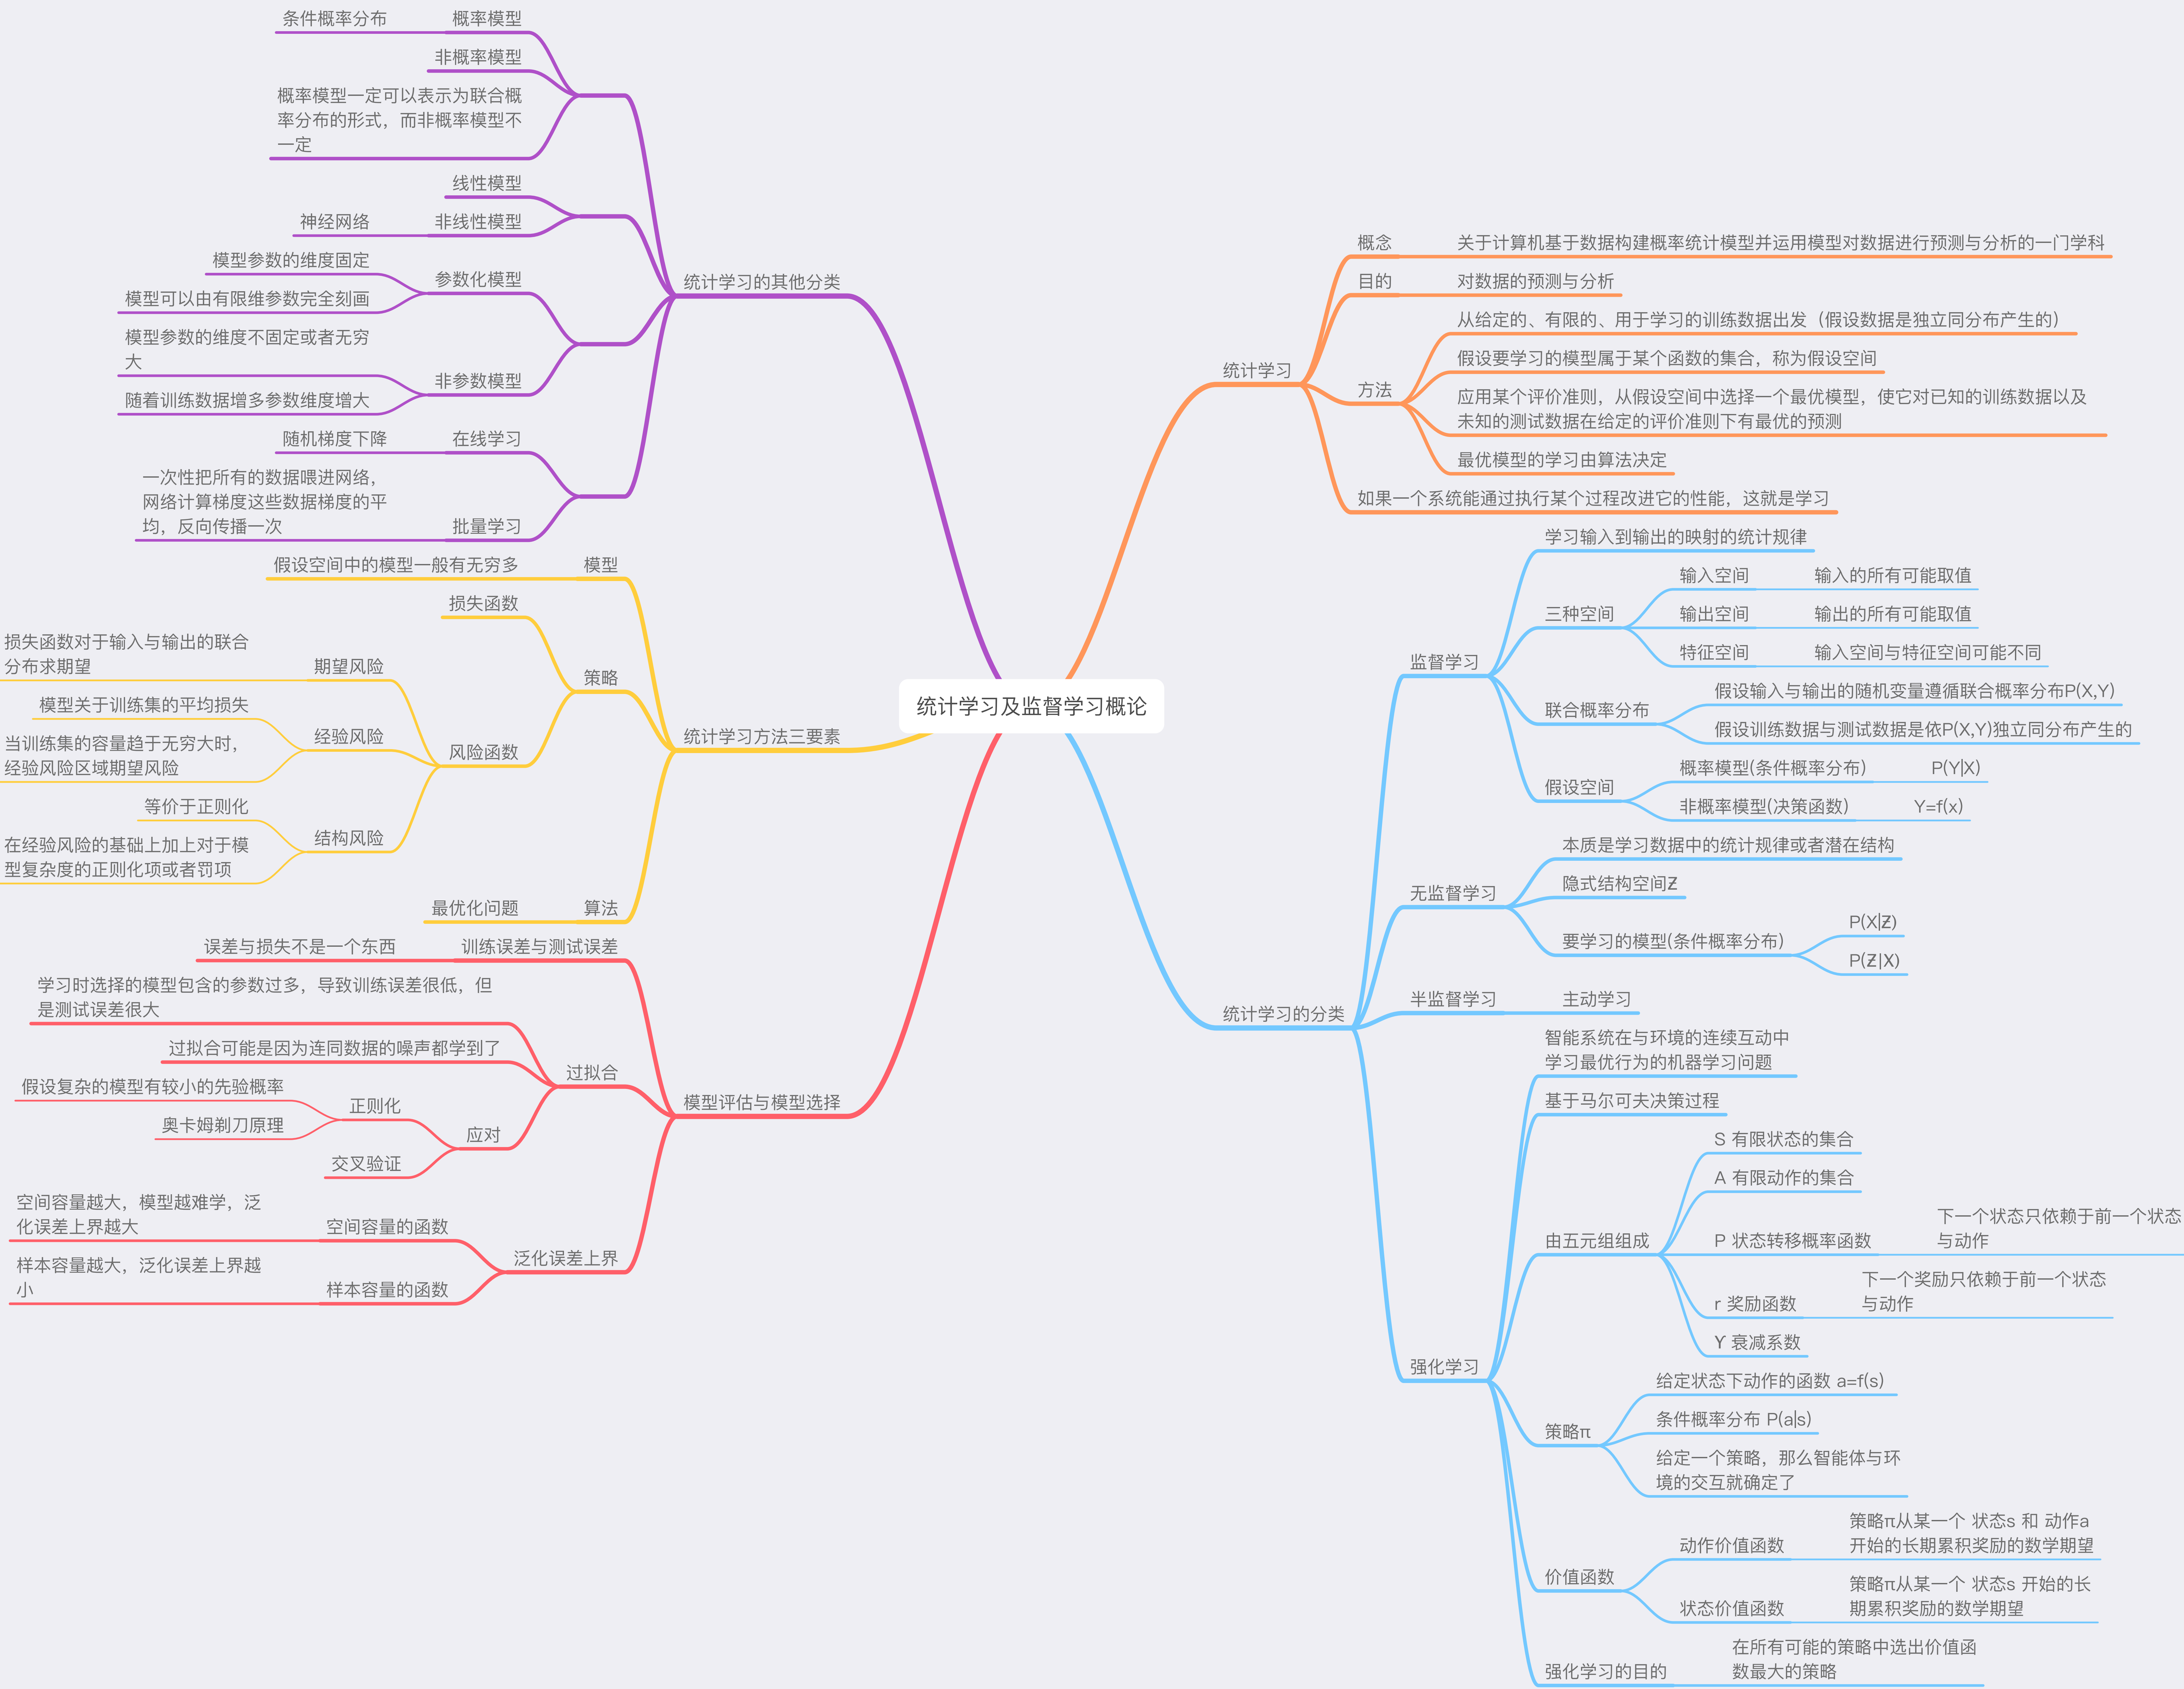 统计学习及监督学习概论
统计学习
概念
关于计算机基于数据构建概率统计模型并运用模型对数据进行预测与分析的一门学科
目的
对数据的预测与分析
方法
从给定的、有限的、用于学习的训练数据出发（假设数据是独立同分布产生的）
假设要学习的模型属于某个函数的集合，称为假设空间
应用某个评价准则，从假设空间中选择一个最优模型，使它对已知的训练数据以及
未知的测试数据在给定的评价准则下有最优的预测
最优模型的学习由算法决定
如果一个系统能通过执行某个过程改进它的性能，这就是学习
统计学习的分类
监督学习
学习输入到输出的映射的统计规律
三种空间
输入空间
输入的所有可能取值
输出空间
输出的所有可能取值
特征空间
输入空间与特征空间可能不同
联合概率分布
假设输入与输出的随机变量遵循联合概率分布P(X,Y)
假设训练数据与测试数据是依P(X,Y)独立同分布产生的
假设空间
概率模型(条件概率分布)
P(Y|X)
非概率模型(决策函数)
Y=f(x)
无监督学习
本质是学习数据中的统计规律或者潜在结构
隐式结构空间Ƶ
要学习的模型(条件概率分布)
P(X|Ƶ)
P(Ƶ|X)
半监督学习
主动学习
强化学习
智能系统在与环境的连续互动中
学习最优行为的机器学习问题
基于马尔可夫决策过程
由五元组组成
S 有限状态的集合
A 有限动作的集合
P 状态转移概率函数
下一个状态只依赖于前一个状态
与动作
r 奖励函数
下一个奖励只依赖于前一个状态
与动作
ϒ 衰减系数
策略π
给定状态下动作的函数 a=f(s)
条件概率分布 P(a|s)
给定一个策略，那么智能体与环
境的交互就确定了
价值函数
动作价值函数
策略π从某一个 状态s 和 动作a
开始的长期累积奖励的数学期望
状态价值函数
策略π从某一个 状态s 开始的长
期累积奖励的数学期望
强化学习的目的
在所有可能的策略中选出价值函
数最大的策略
统计学习的其他分类
概率模型
条件概率分布
非概率模型
概率模型一定可以表示为联合概
率分布的形式，而非概率模型不
一定
线性模型
非线性模型
神经网络
参数化模型
模型参数的维度固定
模型可以由有限维参数完全刻画
非参数模型
模型参数的维度不固定或者无穷
大
随着训练数据增多参数维度增大
在线学习
随机梯度下降
批量学习
一次性把所有的数据喂进网络，
网络计算梯度这些数据梯度的平
均，反向传播一次
统计学习方法三要素
模型
假设空间中的模型一般有无穷多
策略
损失函数
风险函数
期望风险
损失函数对于输入与输出的联合
分布求期望
经验风险
模型关于训练集的平均损失
当训练集的容量趋于无穷大时，
经验风险区域期望风险
结构风险
等价于正则化
在经验风险的基础上加上对于模
型复杂度的正则化项或者罚项
算法
最优化问题
模型评估与模型选择
训练误差与测试误差
误差与损失不是一个东西
过拟合
学习时选择的模型包含的参数过多，导致训练误差很低，但
是测试误差很大
过拟合可能是因为连同数据的噪声都学到了
应对
正则化
假设复杂的模型有较小的先验概率
奥卡姆剃刀原理
交叉验证
泛化误差上界
空间容量的函数
空间容量越大，模型越难学，泛
化误差上界越大
样本容量的函数
样本容量越大，泛化误差上界越
小